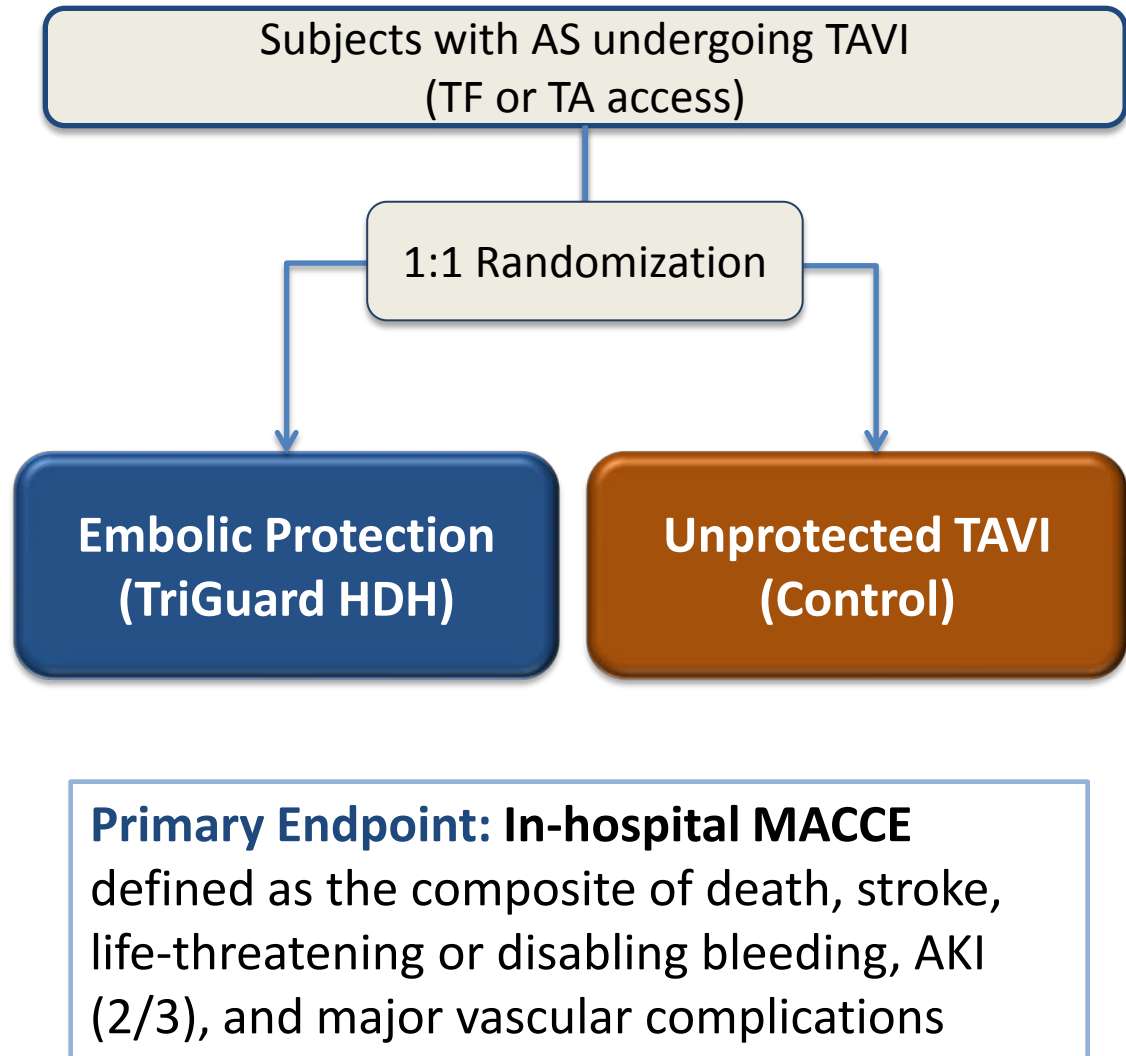 Subjects with AS undergoing TAVI
(TF or TA access)
1:1 Randomization
Embolic Protection
(TriGuard HDH)
Unprotected TAVI
(Control)
Primary Endpoint: In-hospital MACCE
defined as the composite of death, stroke,
life-threatening or disabling bleeding, AKI
(2/3), and major vascular complications